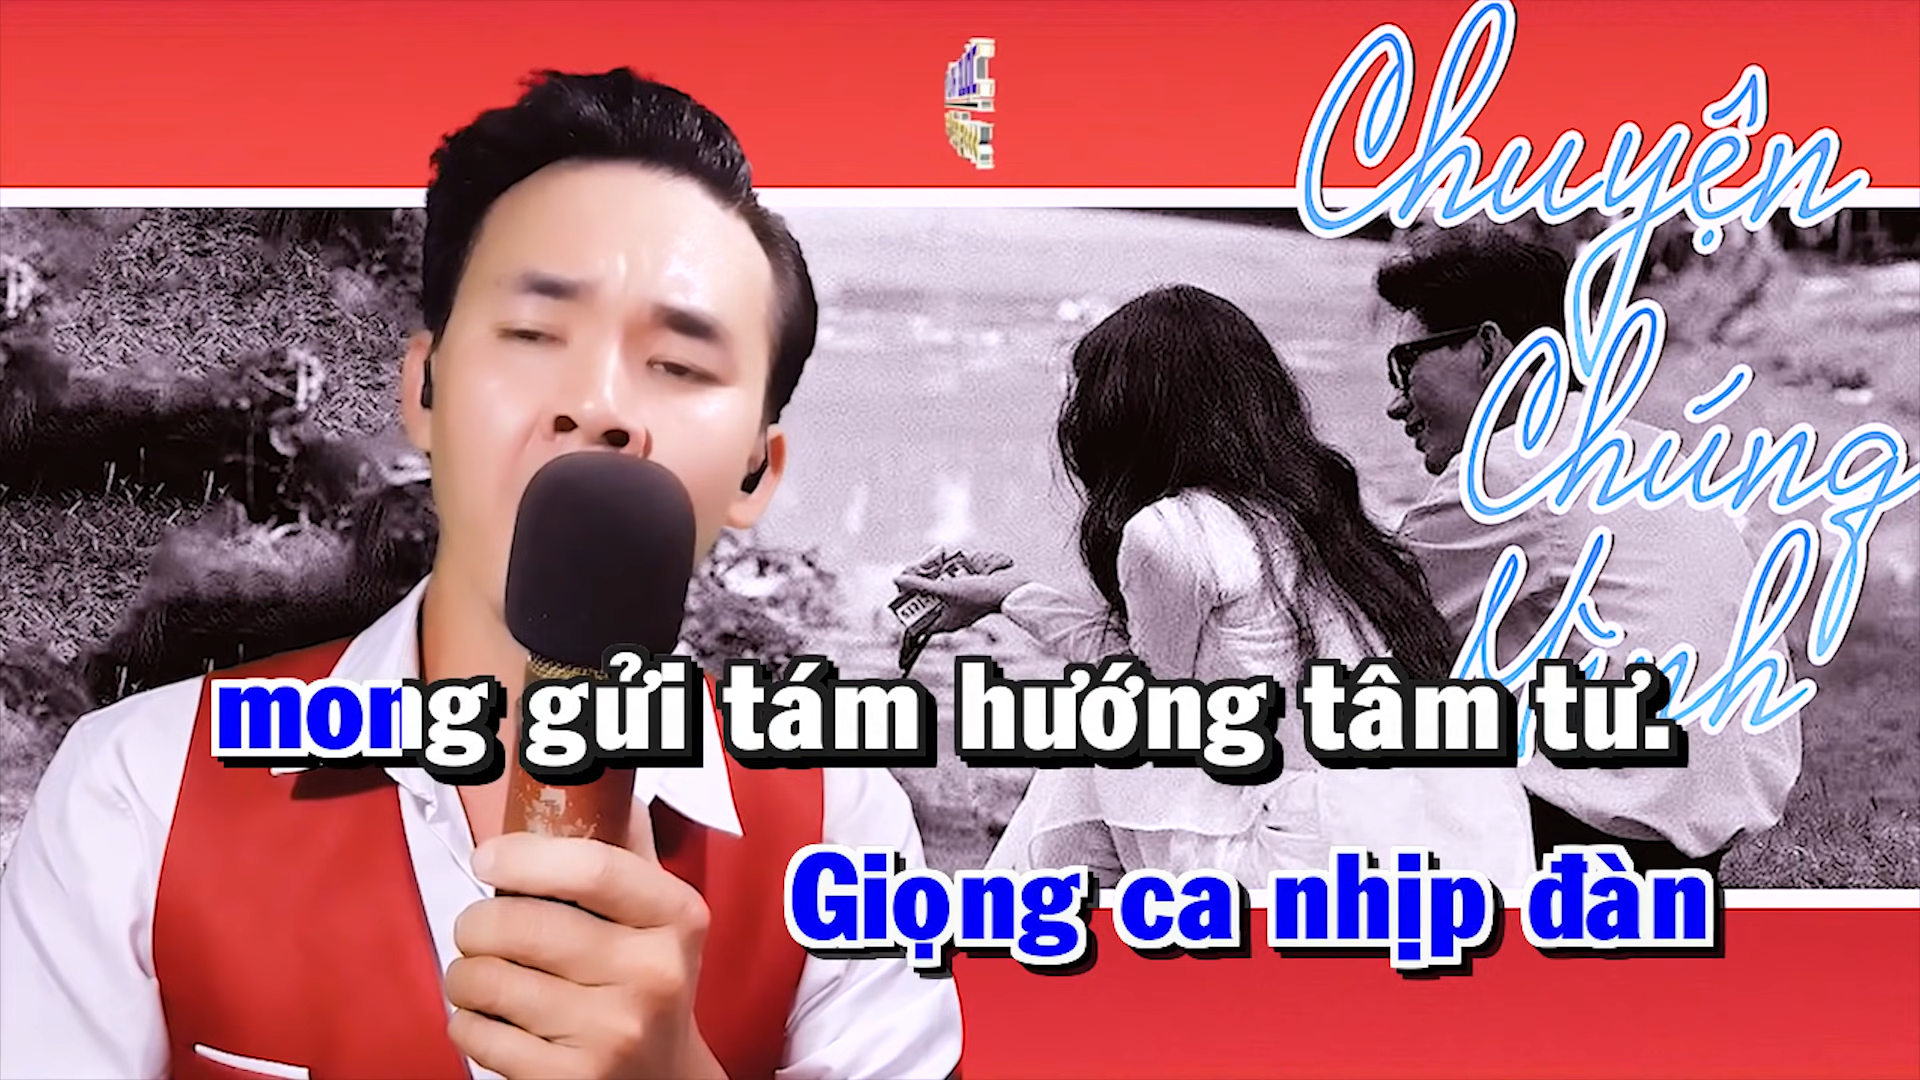 Chuyện
Chúng
Mình
mong gửi tám hướng tâm tư.
Giọng ca nhịp đàn